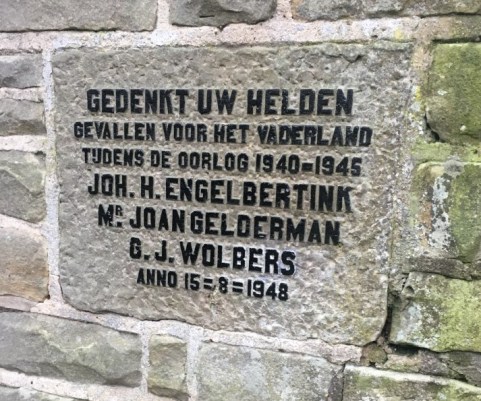 GEDENKT UW HELDEN
GEVALLEN VOOR HET VADERLAND
TIJDENS DE OORLOG 1940=1945
JOH. H. ENGELBERTINK
MR. JOAN GELDERMAN
G. J. WOLBERS
ANNO 15=8=1948